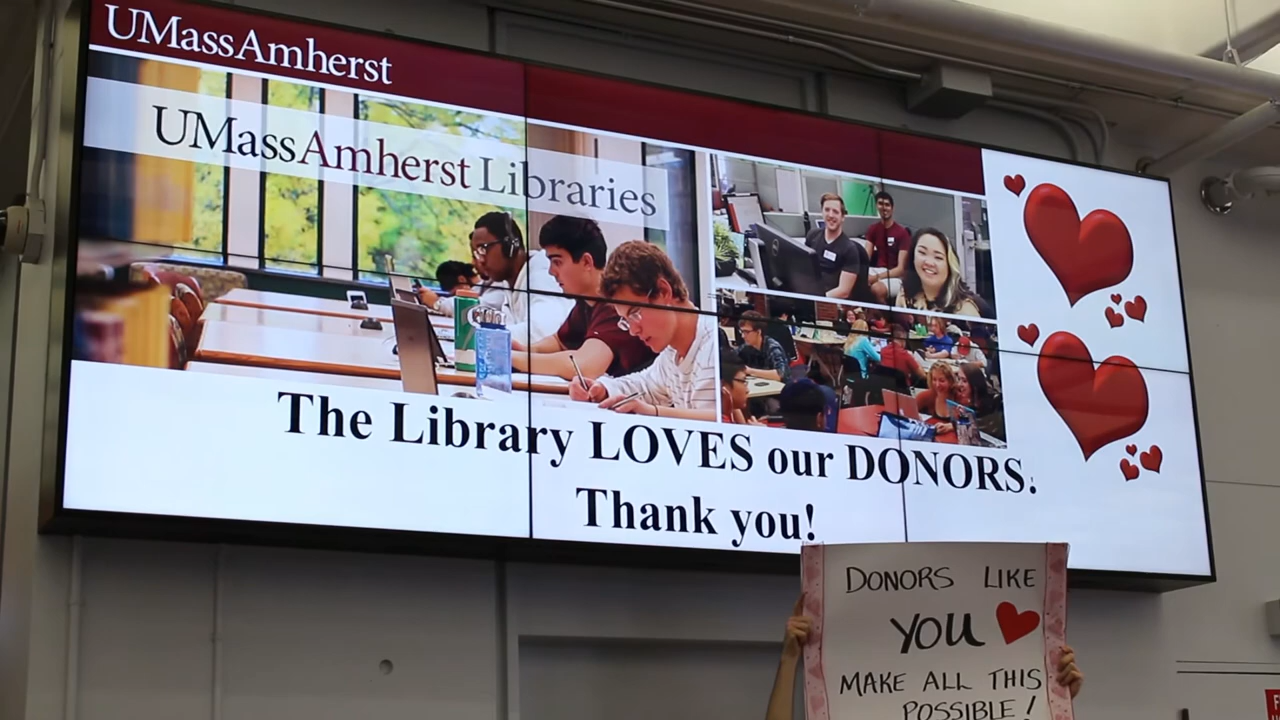 UMassAmherst
UMassAmherst Libraries
The Library LOVES our DONORS.
Thank you!
DONORS LIKE
YOU
MAKE ALL THIS
POSSIBLE!